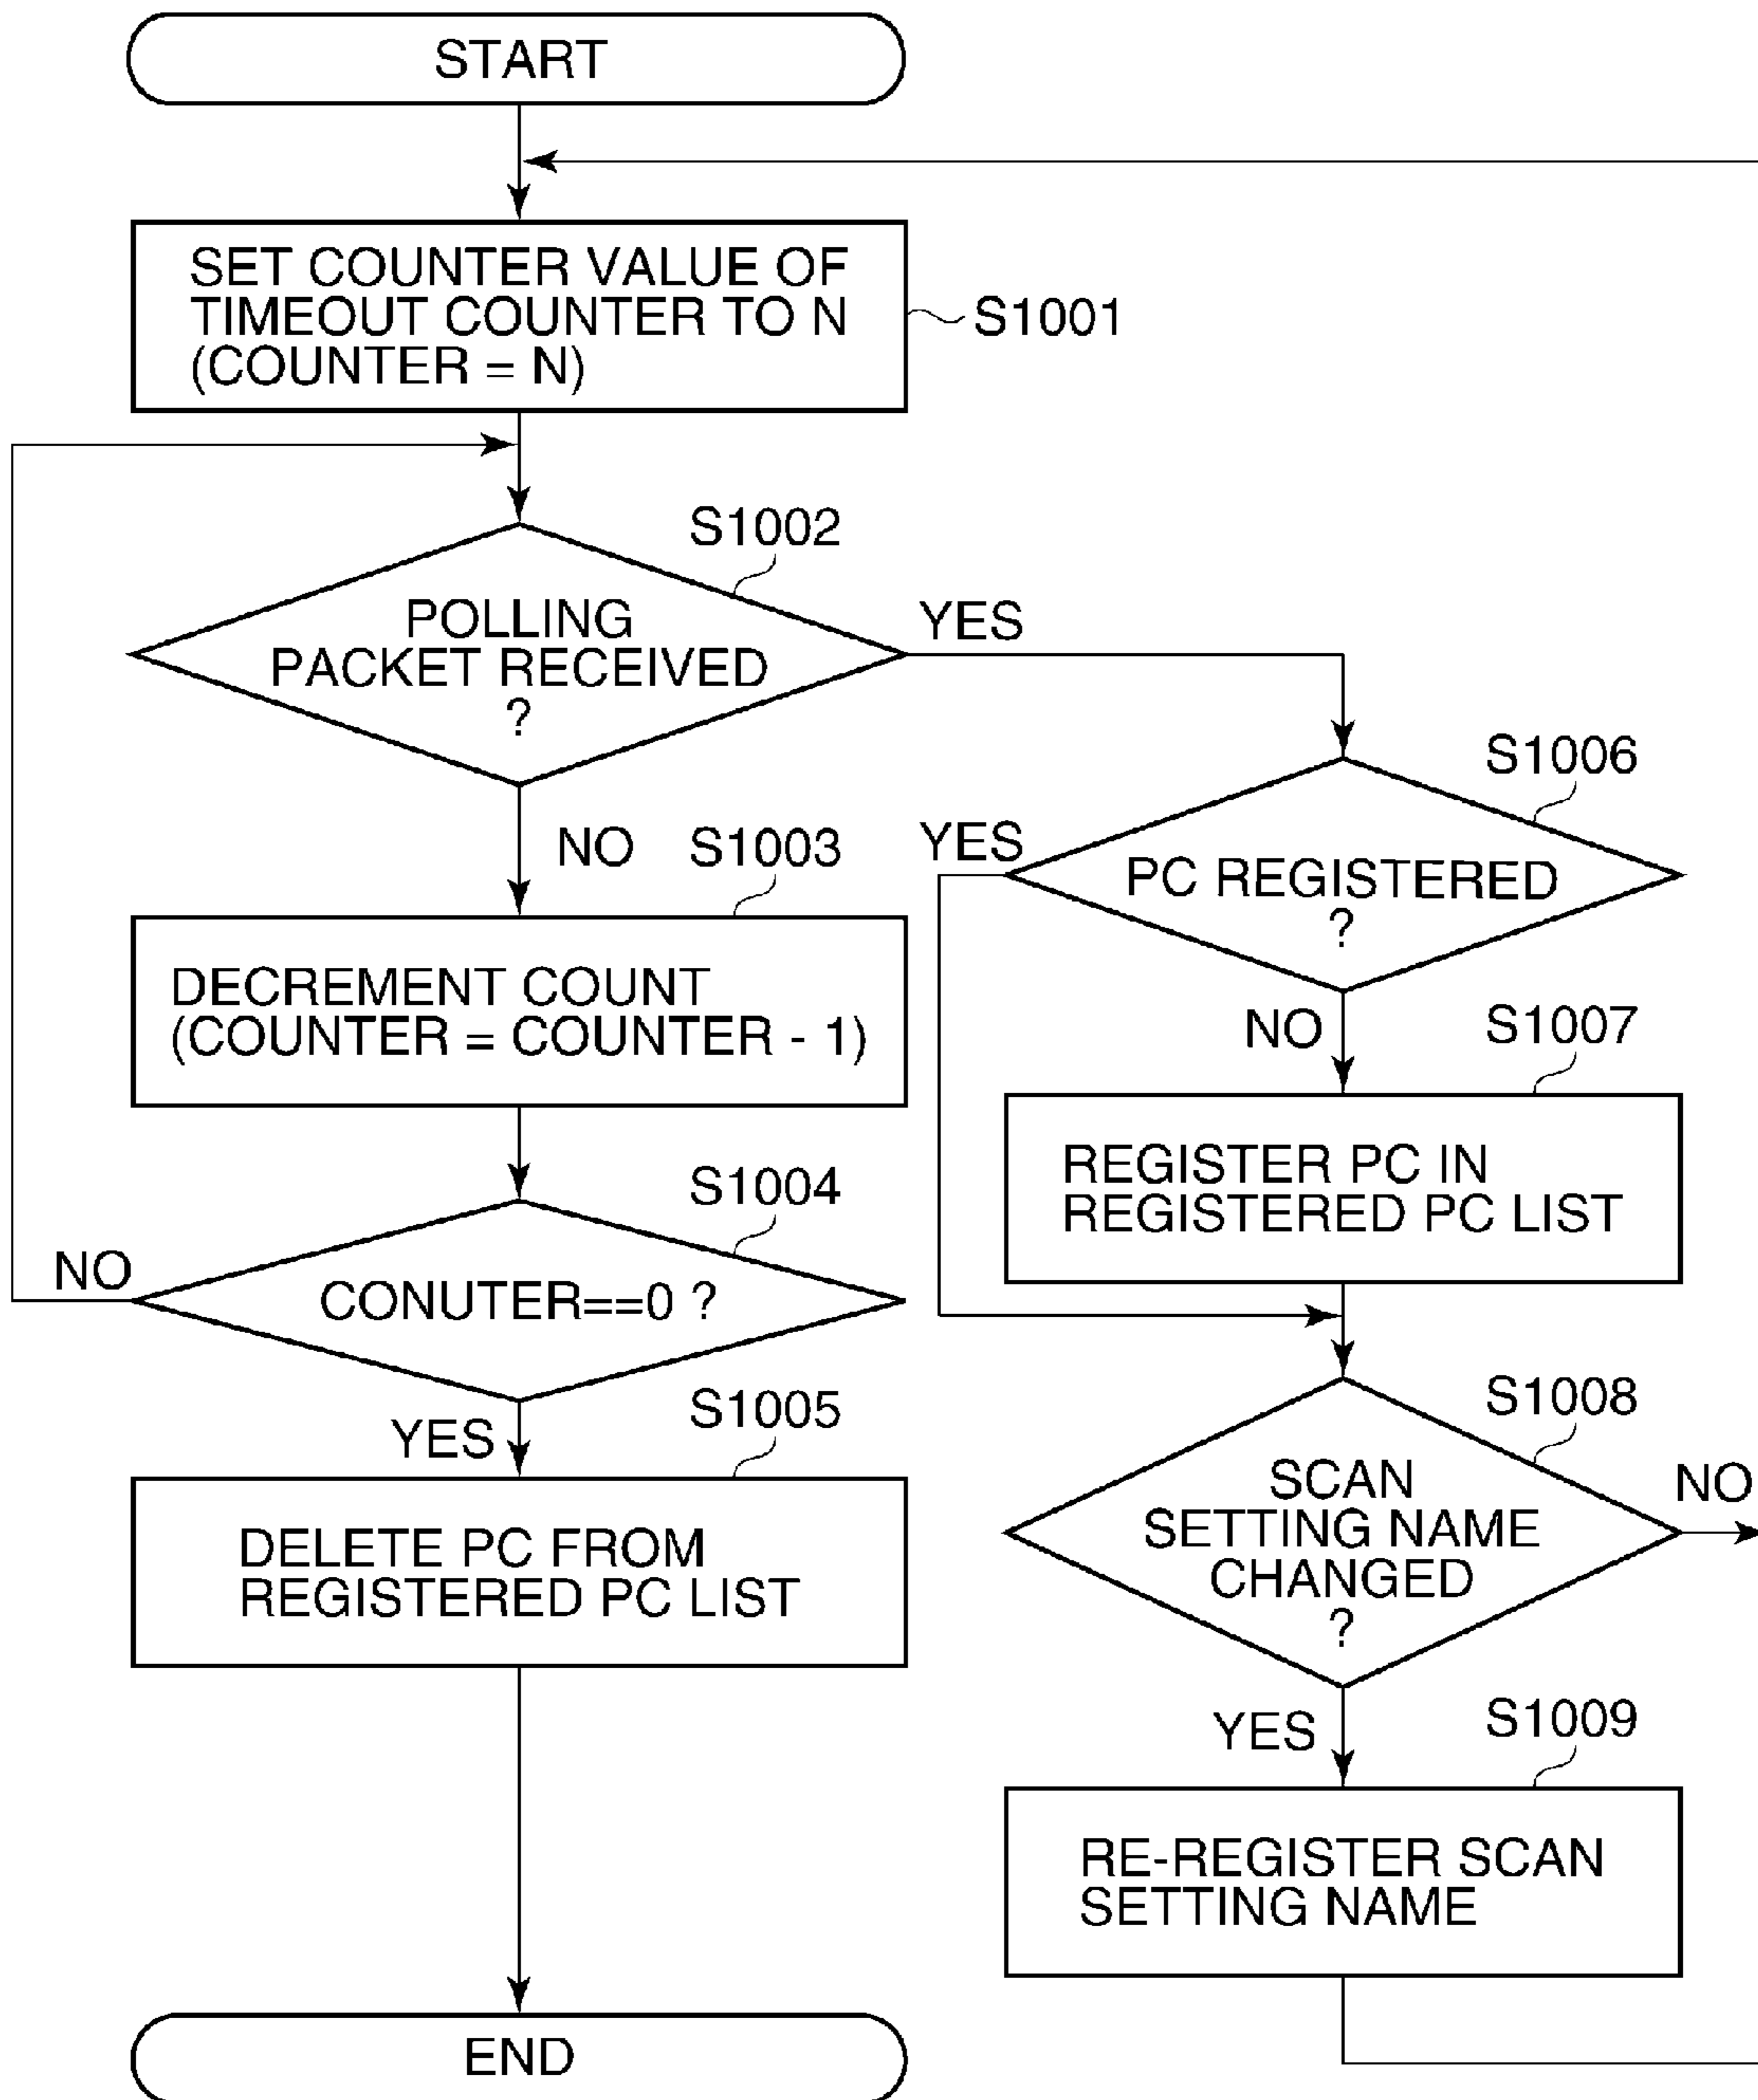 START
SET COUNTER VALUE OF
TIMEOUT COUNTER TO N
(COUNTER = N)
S1001
S1002
POLLING
PACKET RECEIVED
?
YES
NO
S1003
DECREMENT COUNT
(COUNTER = COUNTER - 1)
S1004
CONUTER==0 ?
NO
YES
S1005
DELETE PC FROM
REGISTERED PC LIST
END
S1006
PC REGISTERED
?
YES
NO
S1007
REGISTER PC IN
REGISTERED PC LIST
S1008
SCAN
SETTING NAME
CHANGED
?
NO
YES
S1009
RE-REGISTER SCAN
SETTING NAME